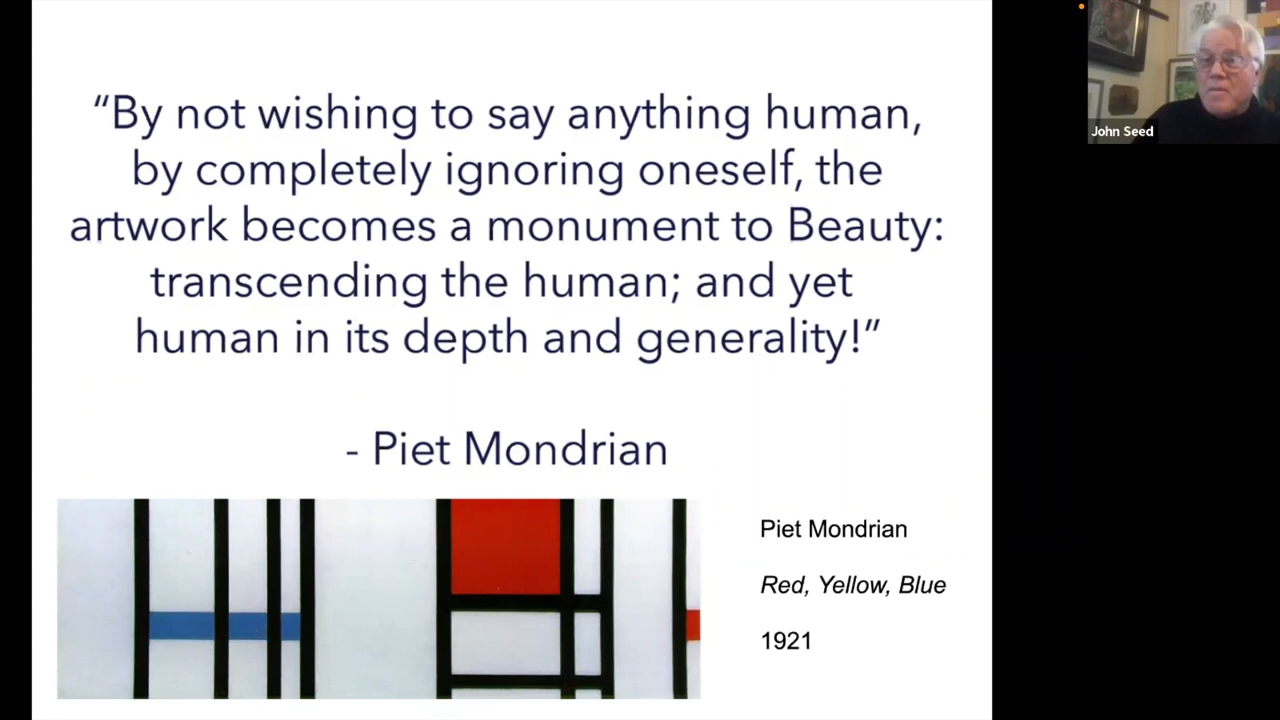 “By not wishing to say anything human,
by completely ignoring oneself, the
artwork becomes a monument to Beauty:
transcending the human; and yet
human in its depth and generality!”
- Piet Mondrian
Piet Mondrian
Red, Yellow, Blue
1921
John Seed